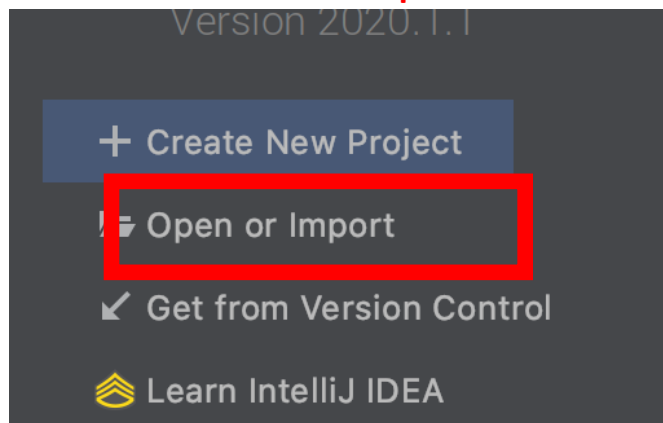 Version 2020.1.1
Create New Project
Open or Import
Get from Version Control
Learn IntelliJ IDEA